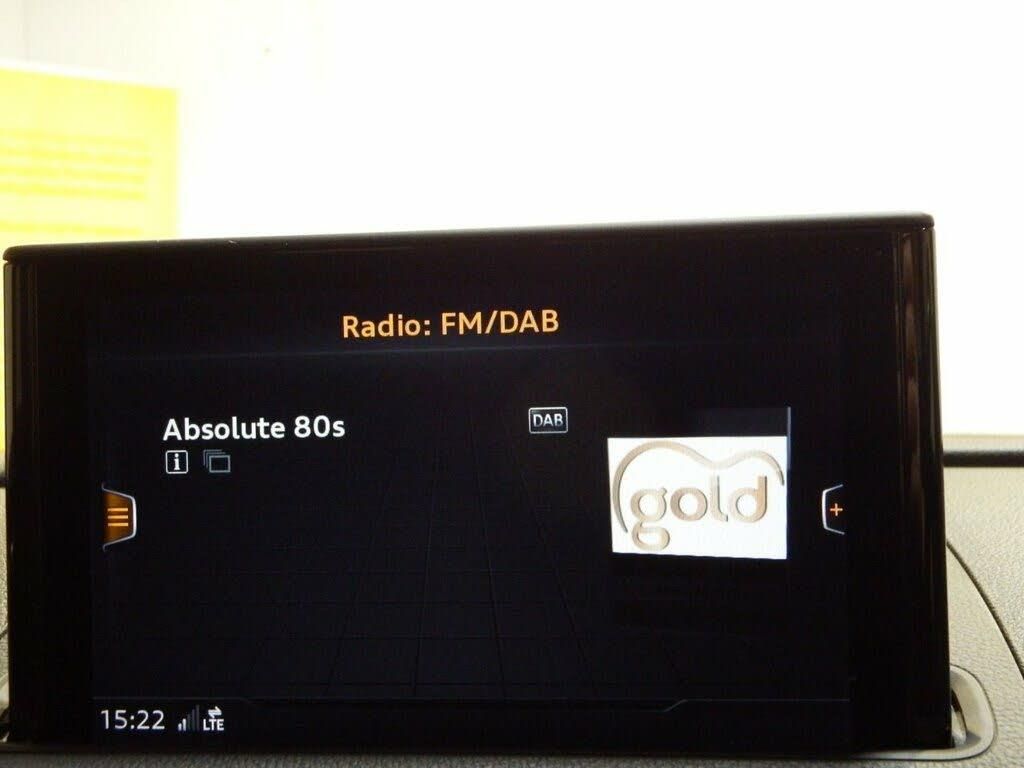 Radio: FM/DAB
Absolute 80s
DAB
i
gold
+
15:22 LTE